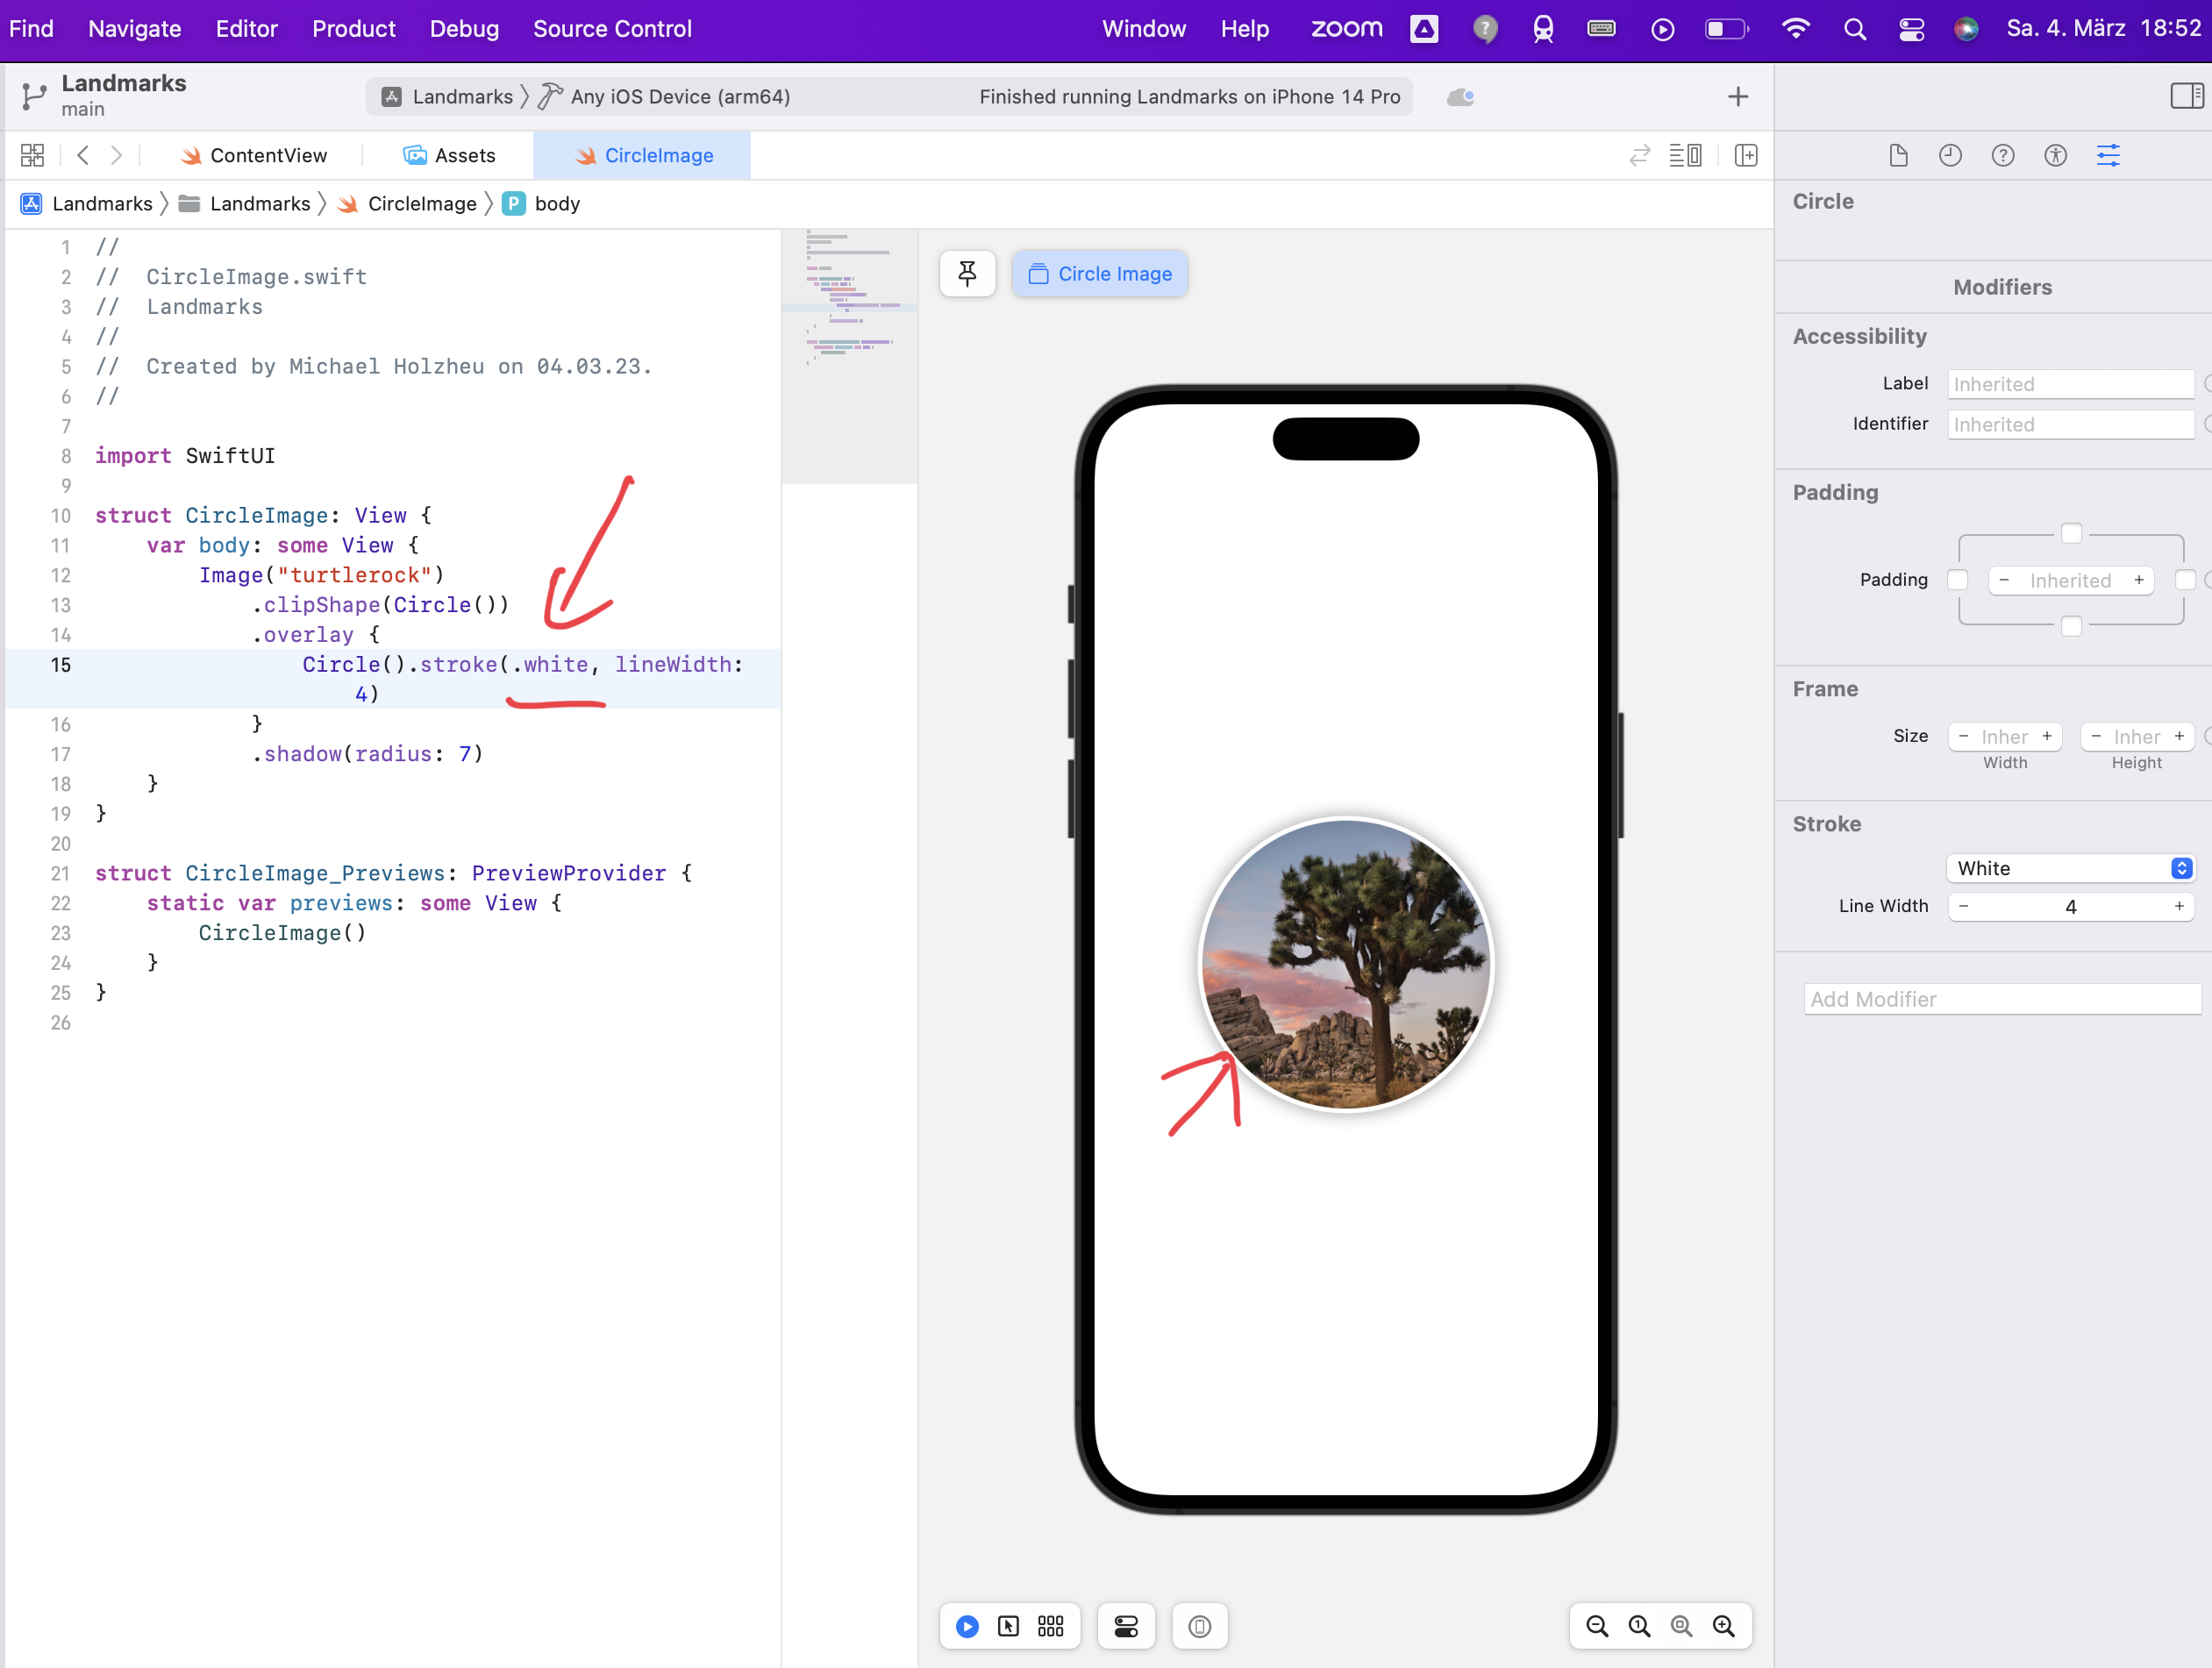 Find Navigate Editor Product Debug Source Control Window Help zoom Sa. 4. März 18:52
Landmarks
main
Landmarks Any iOS Device (arm64) Finished running Landmarks on iPhone 14 Pro
ContentView Assets CircleImage
Landmarks Landmarks CircleImage P body
1 //
2 // CircleImage.swift
3 // Landmarks
4 //
5 // Created by Michael Holzheu on 04.03.23.
6 //
7
8 import SwiftUI
9
10 struct CircleImage: View {
11 var body: some View {
12 Image("turtlerock")
13 .clipShape(Circle())
14 .overlay {
15 Circle().stroke(.white, lineWidth:
4)
16 }
17 .shadow(radius: 7)
18 }
19 }
20
21 struct CircleImage_Previews: PreviewProvider {
22 static var previews: some View {
23 CircleImage()
24 }
25 }
26
Circle Image
Circle
Modifiers
Accessibility
Label Inherited
Identifier Inherited
Padding
Padding - Inherited +
Frame
Size - Inher + - Inher +
Width Height
Stroke
White
Line Width - 4 +
Add Modifier